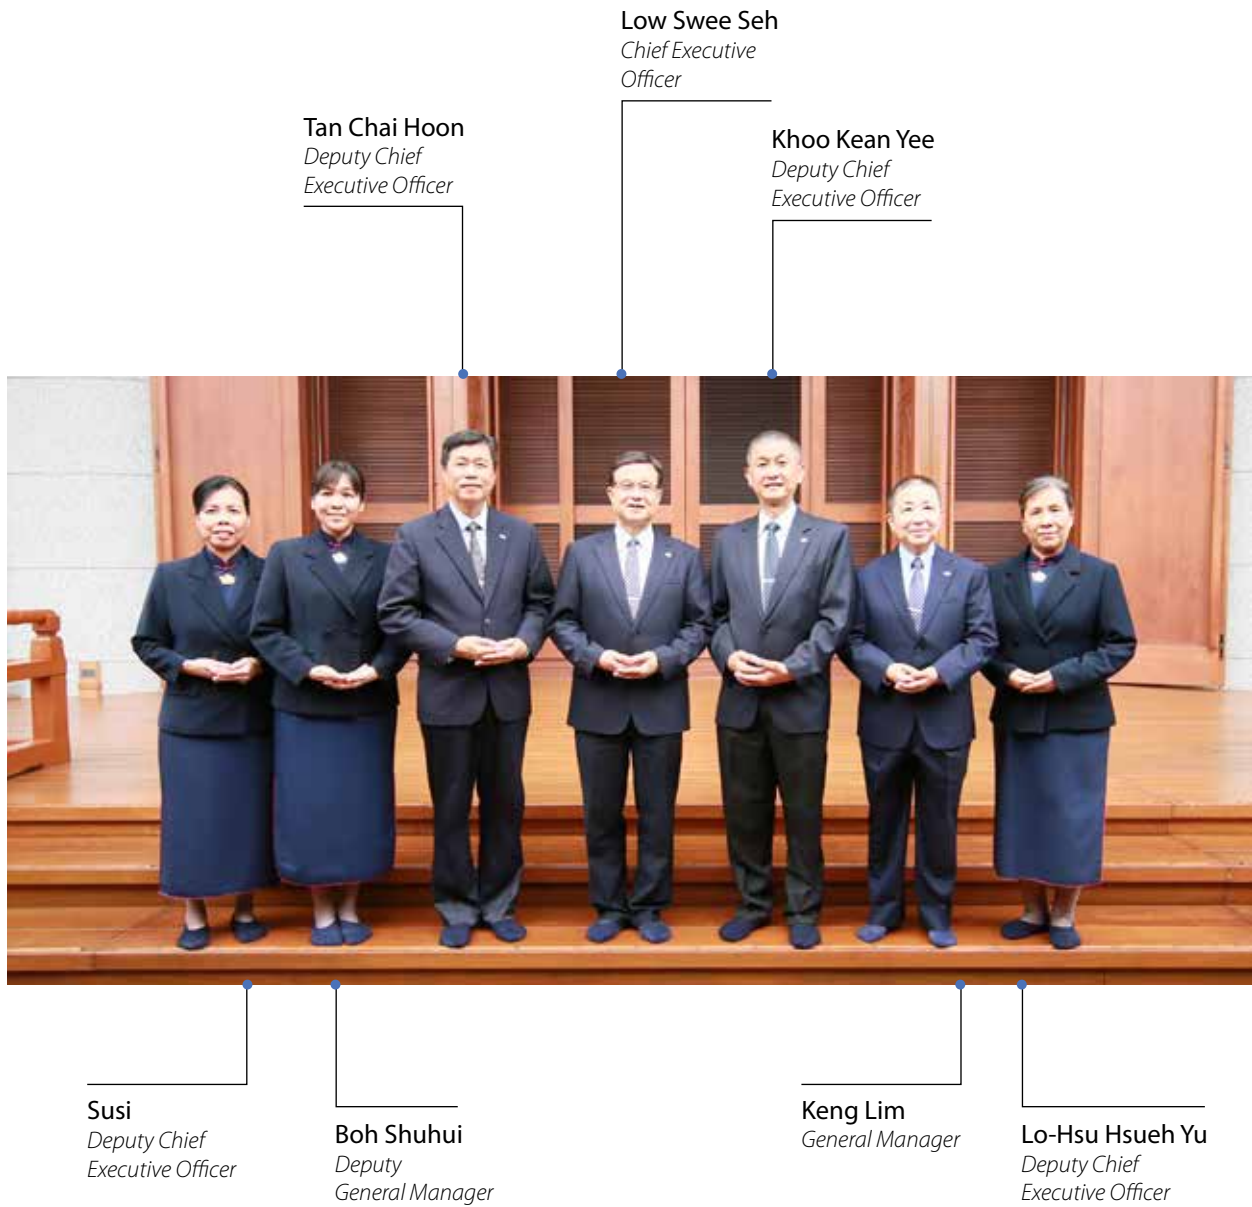 Low Swee Seh
Chief Executive
Officer
Tan Chai Hoon
Deputy Chief
Executive Officer
Khoo Kean Yee
Deputy Chief
Executive Officer
Susi
Deputy Chief
Executive Officer
Boh Shuhui
Deputy
General Manager
Keng Lim
General Manager
Lo-Hsu Hsueh Yu
Deputy Chief
Executive Officer